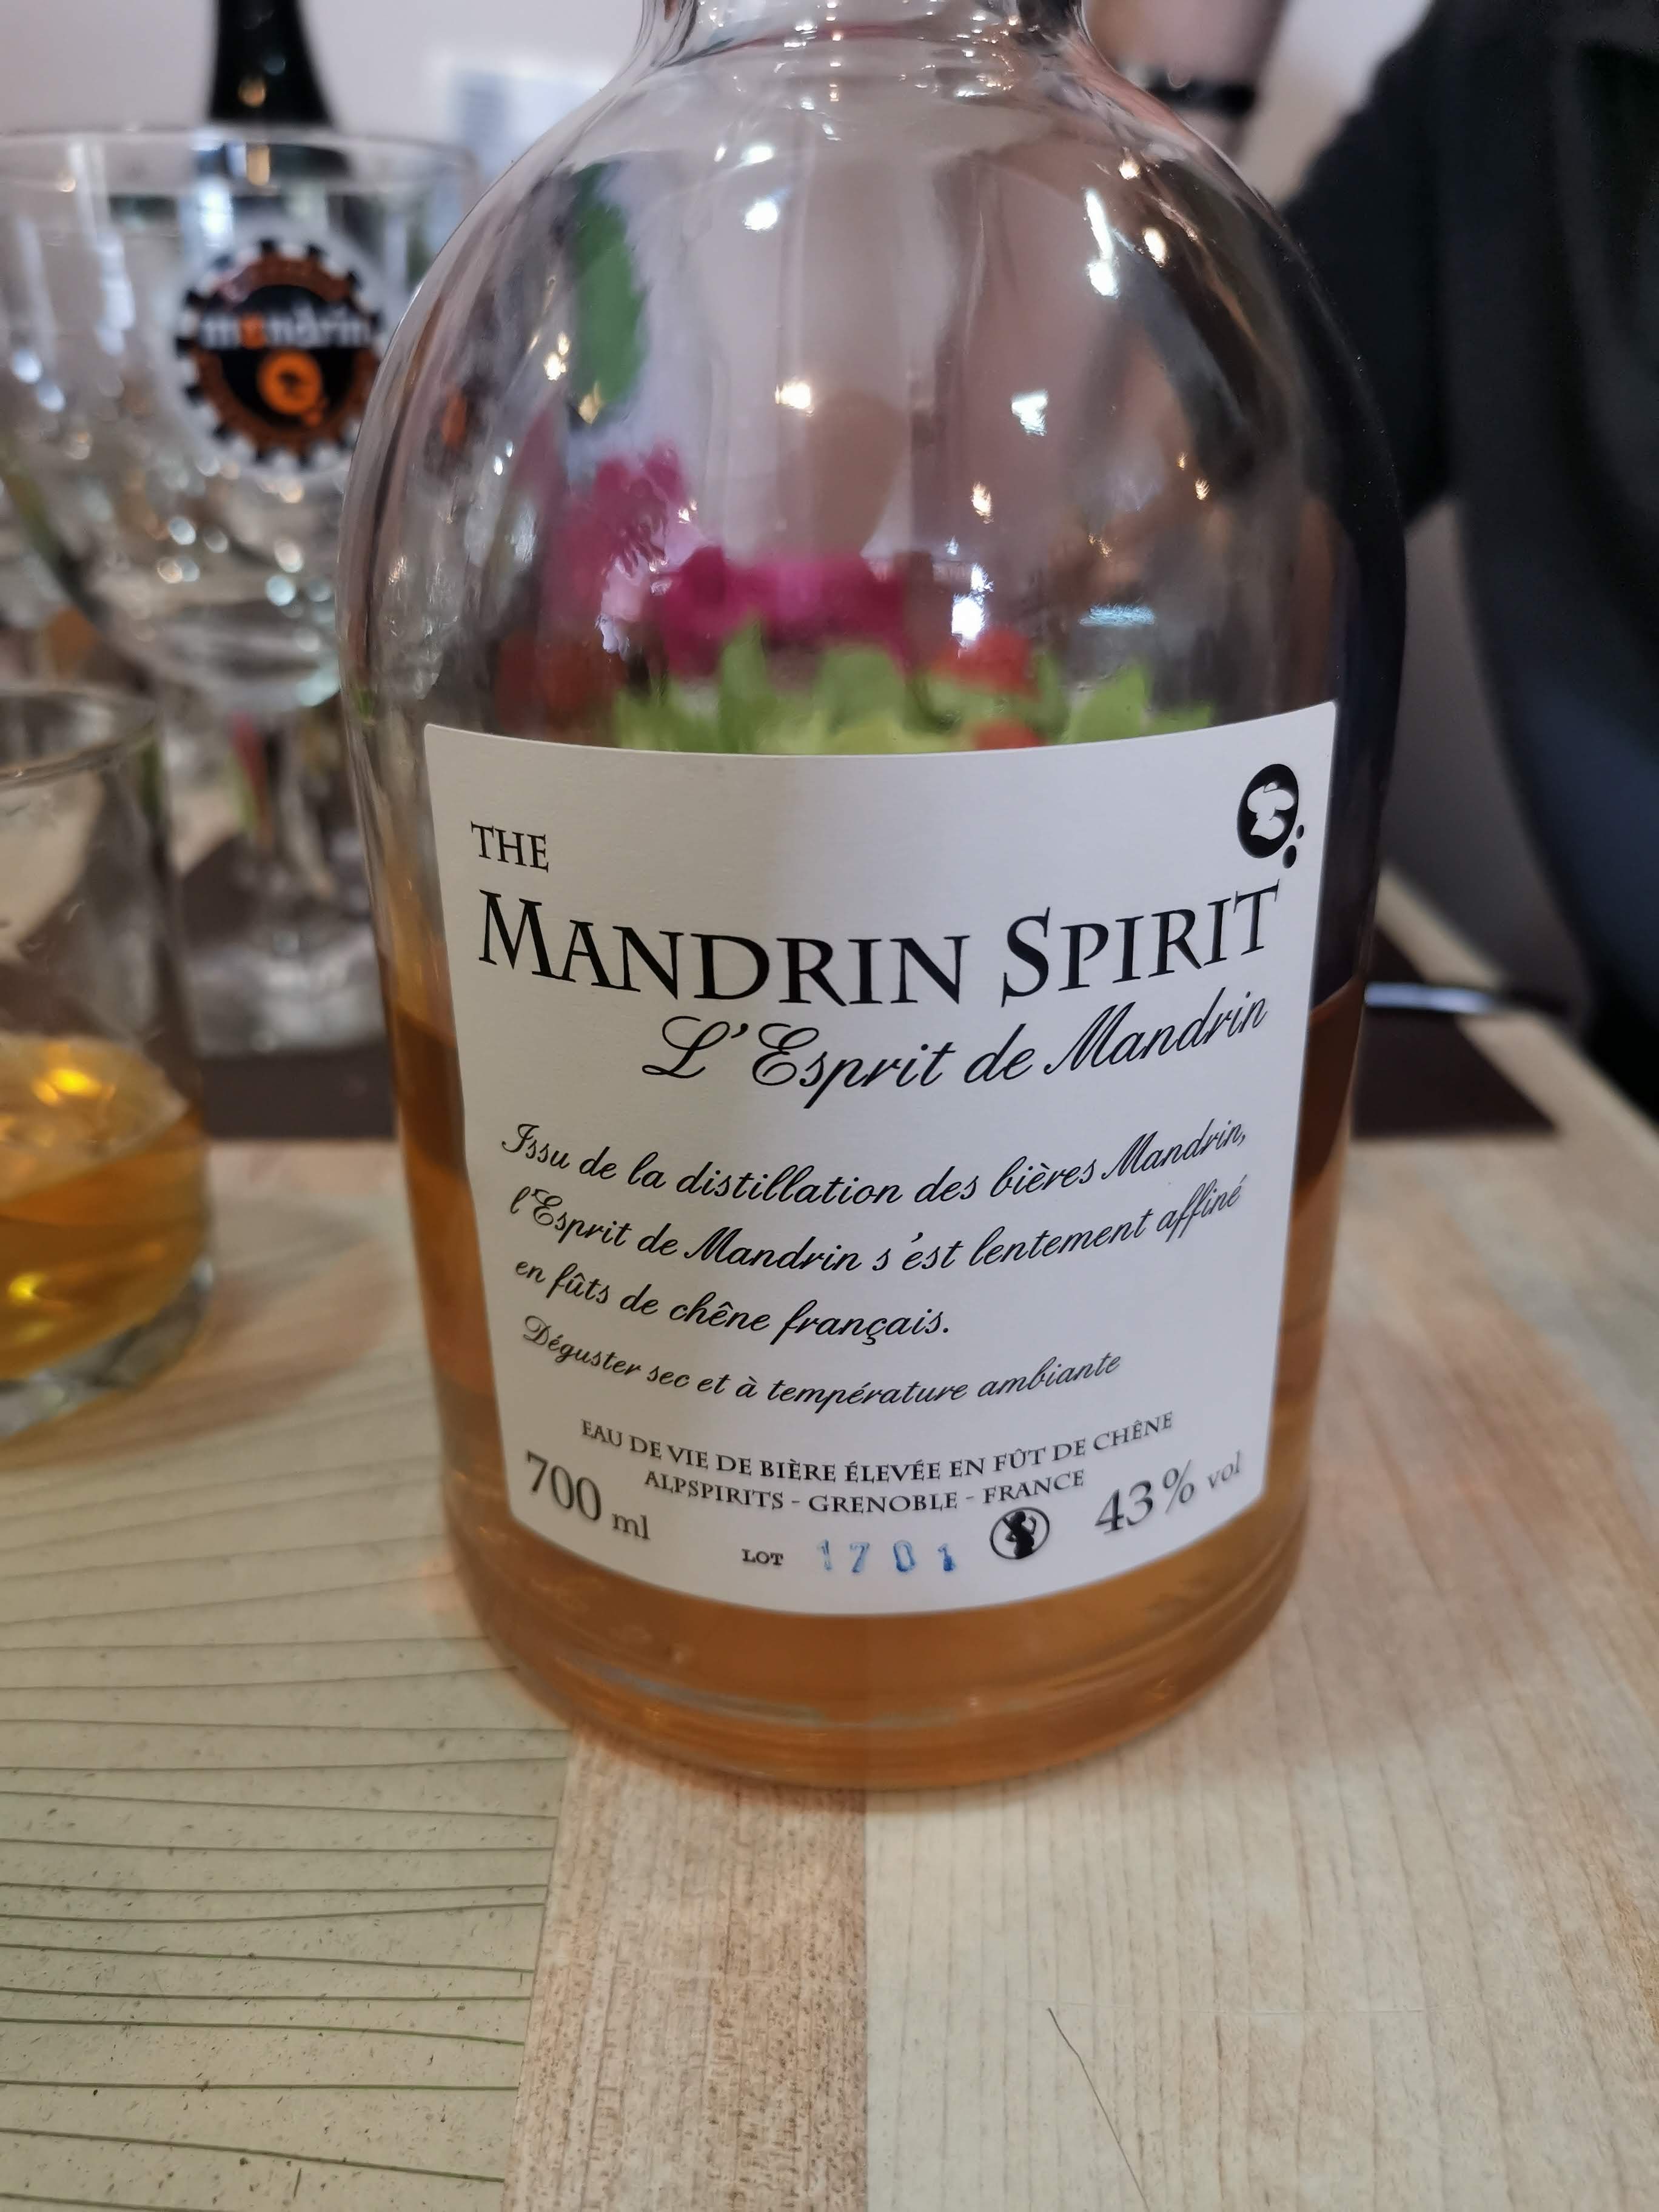 mandrin
THE
MANDRIN SPIRIT
L'Esprit de Mandrin
Issu de la distillation des bières Mandrin,
l'Esprit de Mandrin s'est lentement affiné
en fûts de chêne français.
Déguster sec et à température ambiante
EAU DE VIE DE BIÈRE ÉLEVÉE EN FÛT DE CHÊNE
ALPSPIRITS - GRENOBLE - FRANCE
700 ml
43% vol
LOT 1701